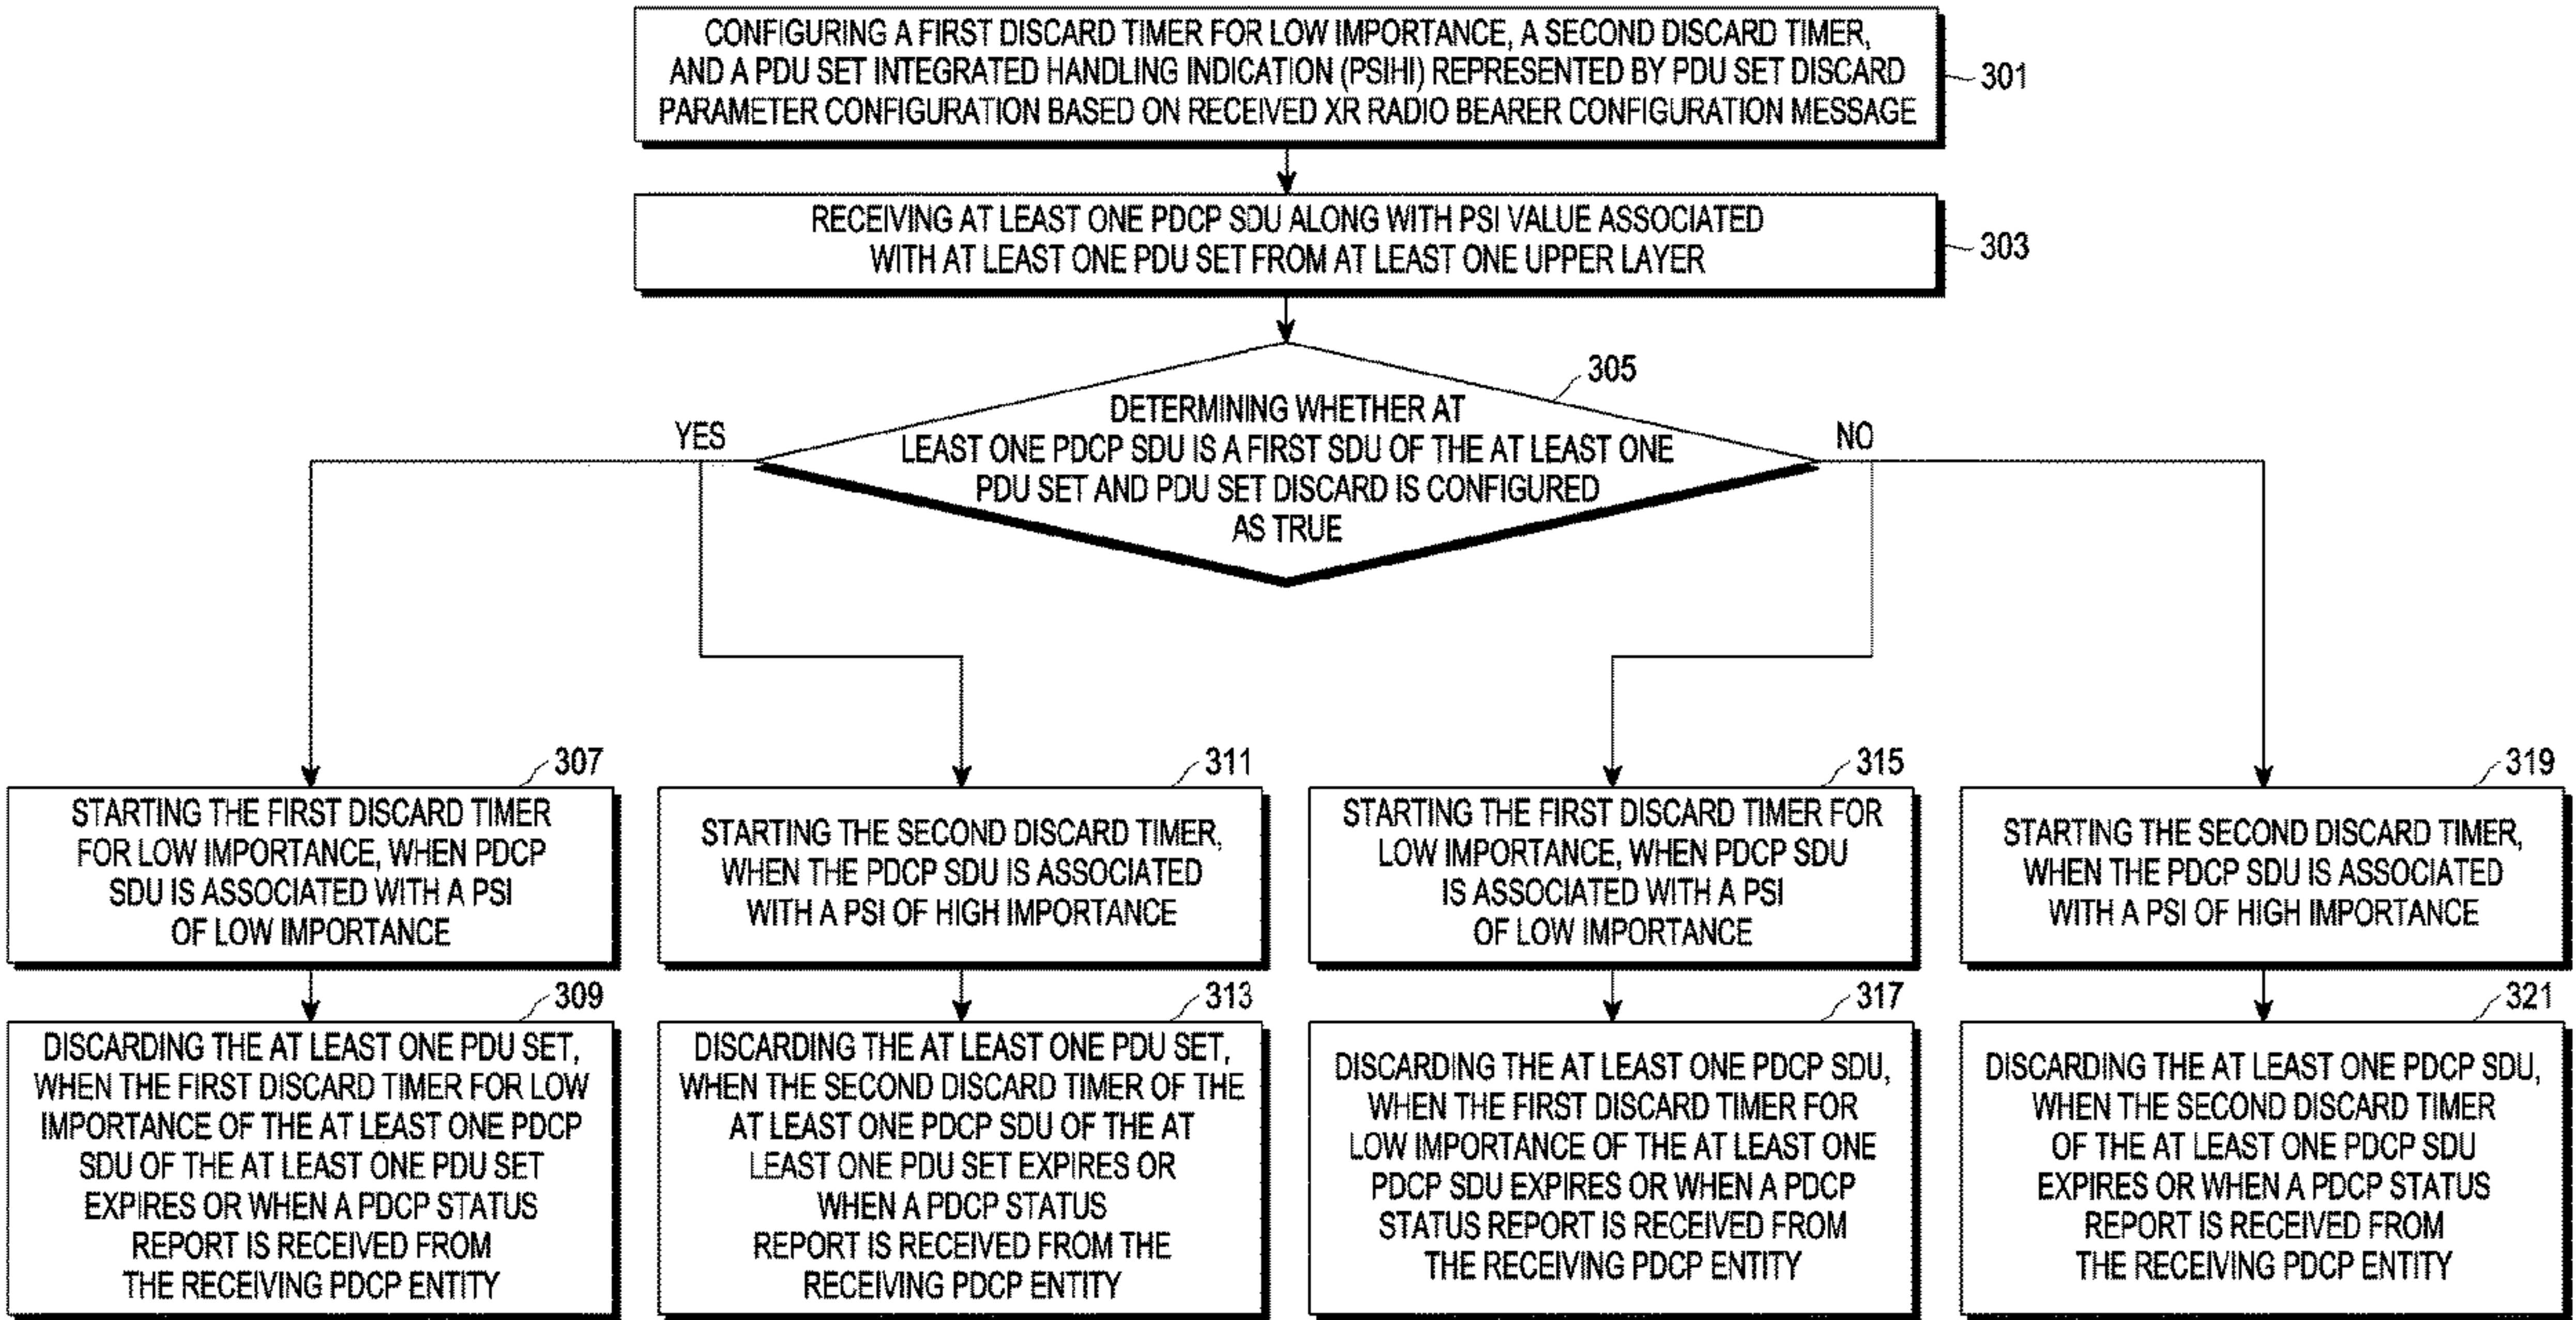 CONFIGURING A FIRST DISCARD TIMER FOR LOW IMPORTANCE, A SECOND DISCARD TIMER,
AND A PDU SET INTEGRATED HANDLING INDICATION (PSIHI) REPRESENTED BY PDU SET DISCARD
PARAMETER CONFIGURATION BASED ON RECEIVED XR RADIO BEARER CONFIGURATION MESSAGE
301
RECEIVING AT LEAST ONE PDCP SDU ALONG WITH PSI VALUE ASSOCIATED
WITH AT LEAST ONE PDU SET FROM AT LEAST ONE UPPER LAYER
303
305
DETERMINING WHETHER AT
LEAST ONE PDCP SDU IS A FIRST SDU OF THE AT LEAST ONE
PDU SET AND PDU SET DISCARD IS CONFIGURED
AS TRUE
YES
NO
307
STARTING THE FIRST DISCARD TIMER
FOR LOW IMPORTANCE, WHEN PDCP
SDU IS ASSOCIATED WITH A PSI
OF LOW IMPORTANCE
311
STARTING THE SECOND DISCARD TIMER,
WHEN THE PDCP SDU IS ASSOCIATED
WITH A PSI OF HIGH IMPORTANCE
315
STARTING THE FIRST DISCARD TIMER FOR
LOW IMPORTANCE, WHEN PDCP SDU
IS ASSOCIATED WITH A PSI
OF LOW IMPORTANCE
319
STARTING THE SECOND DISCARD TIMER,
WHEN THE PDCP SDU IS ASSOCIATED
WITH A PSI OF HIGH IMPORTANCE
309
DISCARDING THE AT LEAST ONE PDU SET,
WHEN THE FIRST DISCARD TIMER FOR LOW
IMPORTANCE OF THE AT LEAST ONE PDCP
SDU OF THE AT LEAST ONE PDU SET
EXPIRES OR WHEN A PDCP STATUS
REPORT IS RECEIVED FROM
THE RECEIVING PDCP ENTITY
313
DISCARDING THE AT LEAST ONE PDU SET,
WHEN THE SECOND DISCARD TIMER OF THE
AT LEAST ONE PDCP SDU OF THE AT
LEAST ONE PDU SET EXPIRES OR
WHEN A PDCP STATUS
REPORT IS RECEIVED FROM THE
RECEIVING PDCP ENTITY
317
DISCARDING THE AT LEAST ONE PDCP SDU,
WHEN THE FIRST DISCARD TIMER FOR
LOW IMPORTANCE OF THE AT LEAST ONE
PDCP SDU EXPIRES OR WHEN A PDCP
STATUS REPORT IS RECEIVED FROM
THE RECEIVING PDCP ENTITY
321
DISCARDING THE AT LEAST ONE PDCP SDU,
WHEN THE SECOND DISCARD TIMER
OF THE AT LEAST ONE PDCP SDU
EXPIRES OR WHEN A PDCP STATUS
REPORT IS RECEIVED FROM
THE RECEIVING PDCP ENTITY